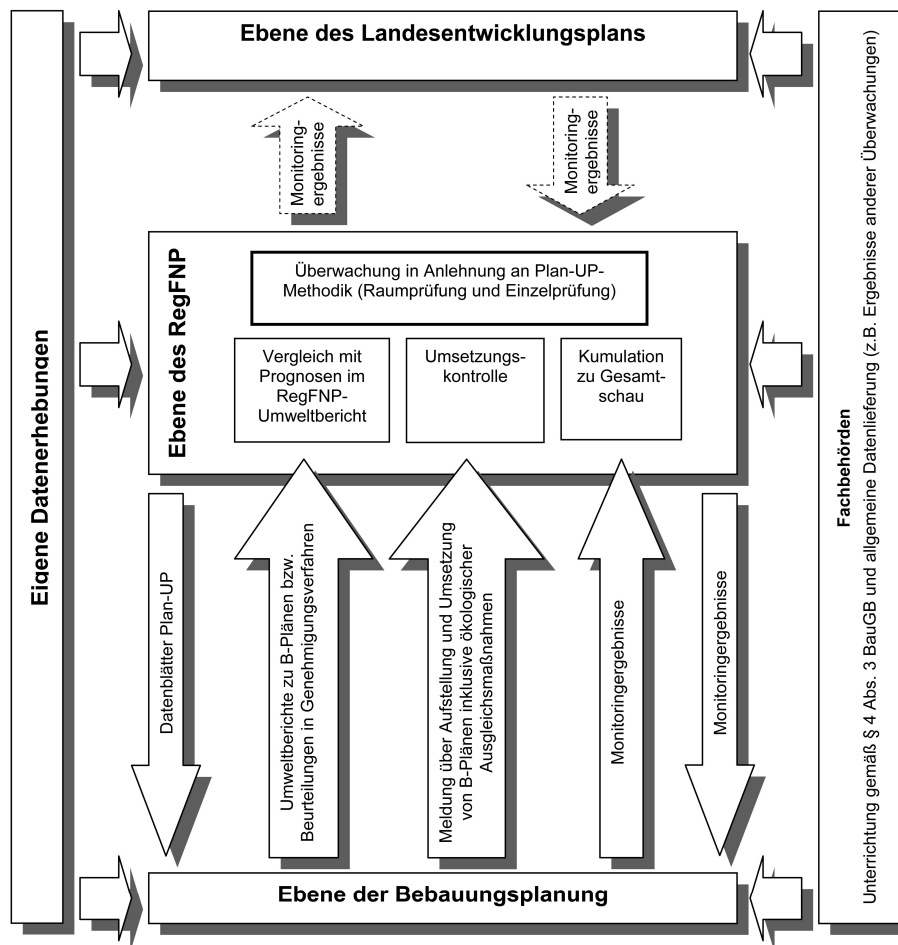 Ebene des Landesentwicklungsplans
Monitoring-
ergebnisse
Monitoring-
ergebnisse
Eigene Datenerhebungen
Ebene des RegFNP
Überwachung in Anlehnung an Plan-UP-
Methodik (Raumprüfung und Einzelprüfung)
Vergleich mit
Prognosen im
RegFNP-
Umweltbericht
Umsetzungs-
kontrolle
Kumulation
zu Gesamt-
schau
Datenblätter Plan-UP
Umweltberichte zu B-Plänen bzw.
Beurteilungen in Genehmigungsverfahren
Meldung über Aufstellung und Umsetzung
von B-Plänen inklusive ökologischer
Ausgleichsmaßnahmen
Monitoringergebnisse
Monitoringergebnisse
Ebene der Bebauungsplanung
Fachbehörden
Unterrichtung gemäß § 4 Abs. 3 BauGB und allgemeine Datenlieferung (z.B. Ergebnisse anderer Überwachungen)